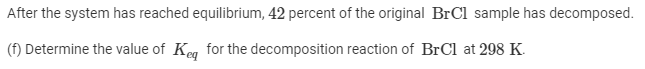 After the system has reached equilibrium, 42 percent of the original BrCl sample has decomposed.
(f) Determine the value of K_eq for the decomposition reaction of BrCl at 298 K.